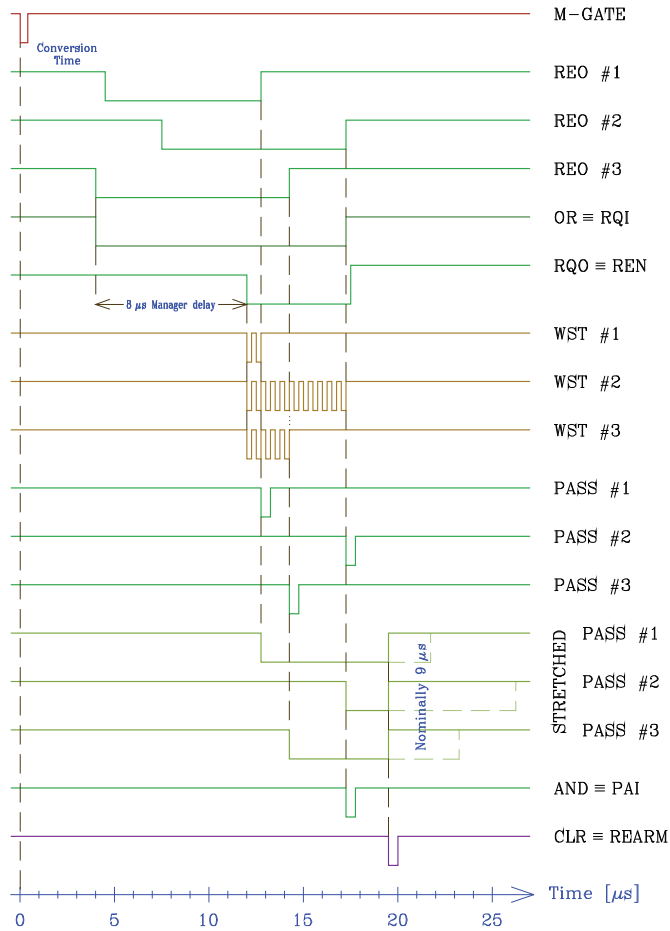 M-GATE
Conversion
Time
REO #1
REO #2
REO #3
OR ≡ RQI
RQO ≡ REN
8 μs Manager delay
WST #1
WST #2
WST #3
PASS #1
PASS #2
PASS #3
STRETCHED
PASS #1
PASS #2
PASS #3
Nominally 9 μs
AND ≡ PAI
CLR ≡ REARM
Time [μs]
0 5 10 15 20 25